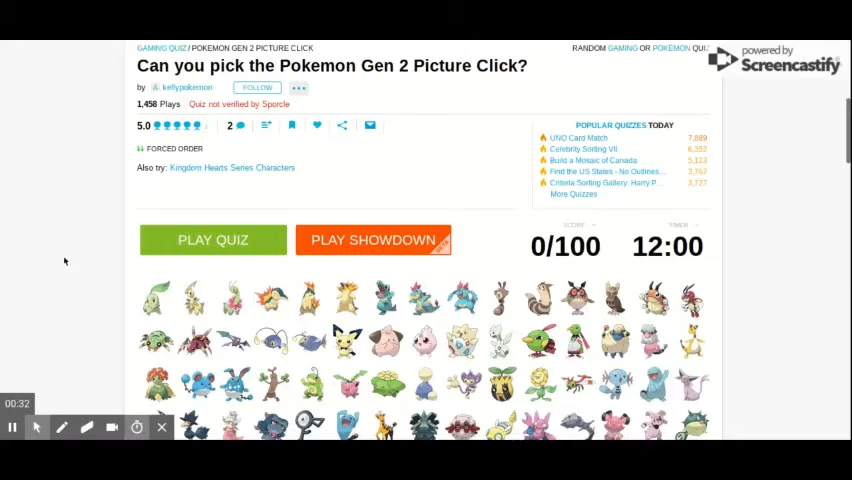 GAMING QUIZ / POKEMON GEN 2 PICTURE CLICK
RANDOM GAMING OR POKEMON QUIZ
powered by
Screencastify
Can you pick the Pokemon Gen 2 Picture Click?
by kellypokemon FOLLOW
1,458 Plays Quiz not verified by Sporcle
5.0 2
POPULAR QUIZZES TODAY
UNO Card Match 7,889
Celebrity Sorting VII 6,352
Build a Mosaic of Canada 5,123
Find the US States - No Outlines... 3,767
Criteria Sorting Gallery: Harry P... 3,727
More Quizzes
FORCED ORDER
Also try: Kingdom Hearts Series Characters
PLAY QUIZ
PLAY SHOWDOWN
BETA
SCORE
0/100
TIMER
12:00
00:32